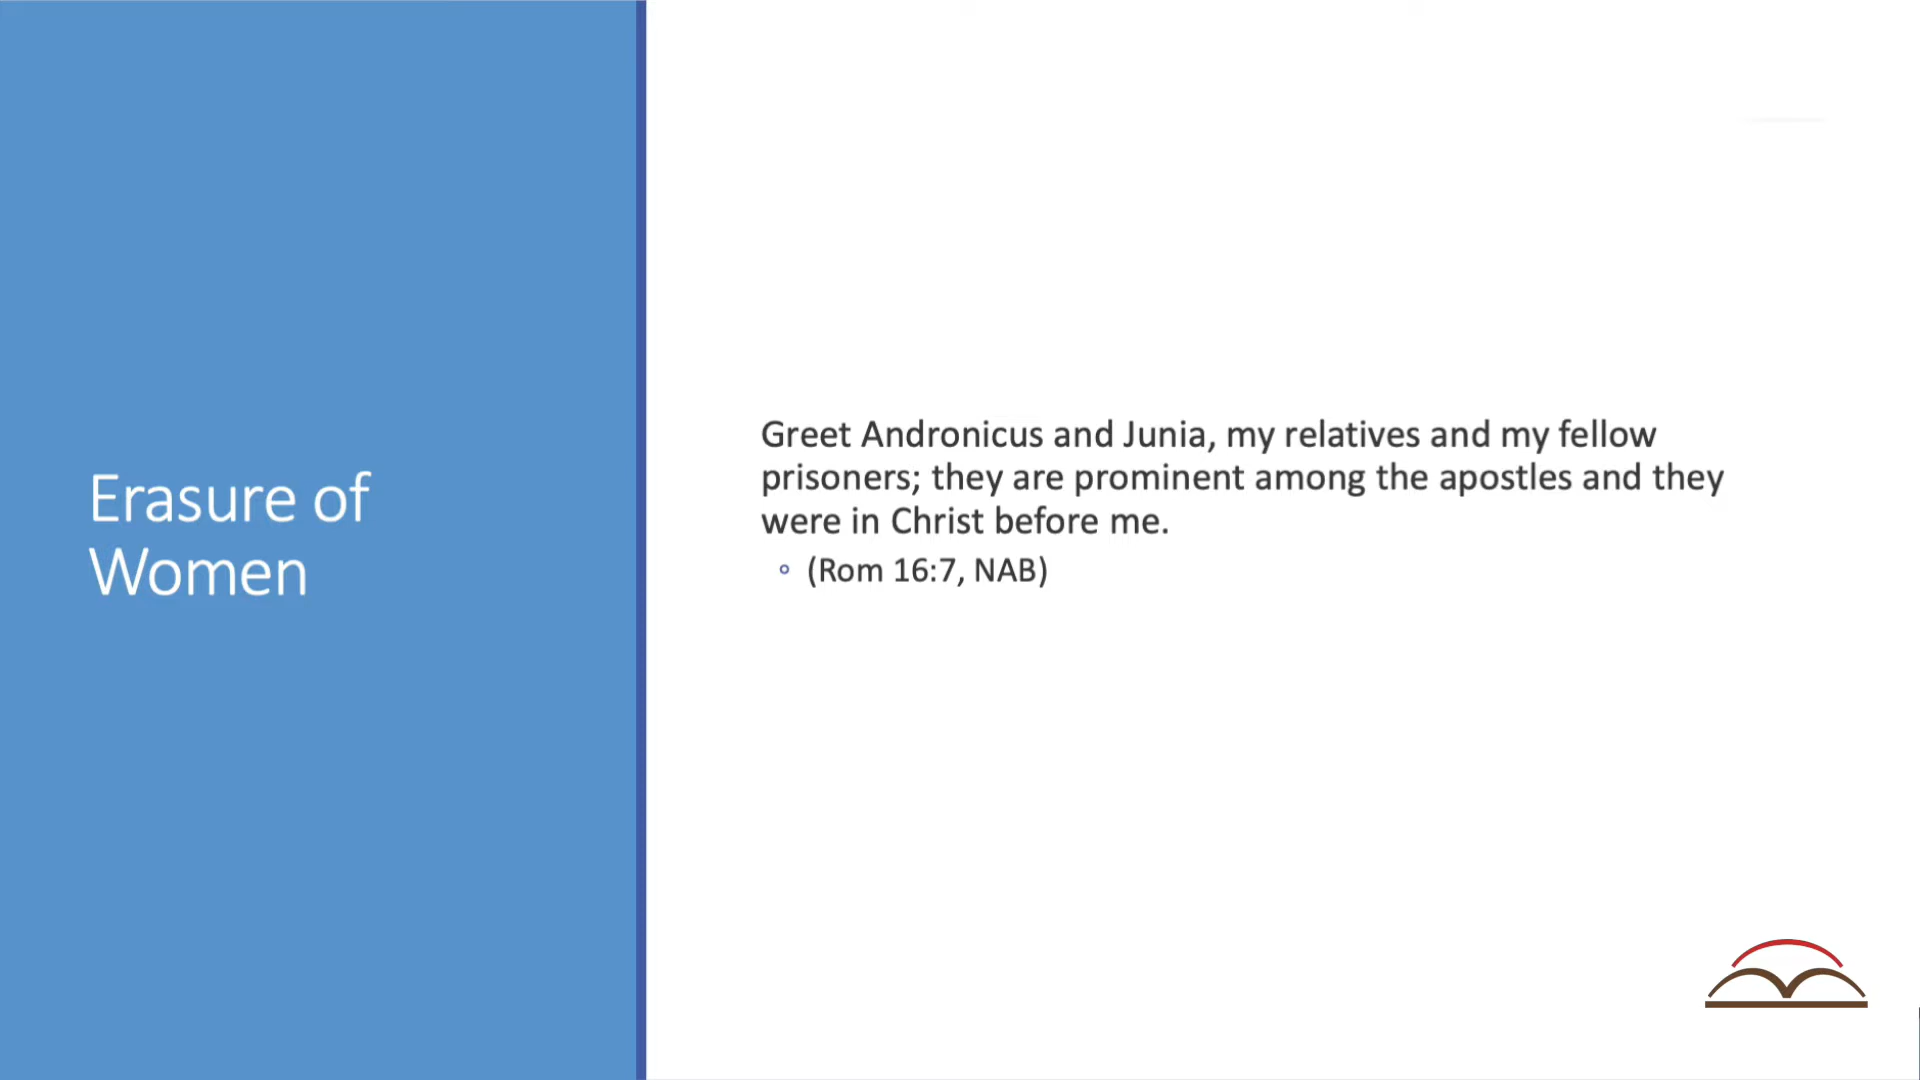 Erasure of
Women
Greet Andronicus and Junia, my relatives and my fellow
prisoners; they are prominent among the apostles and they
were in Christ before me.
(Rom 16:7, NAB)